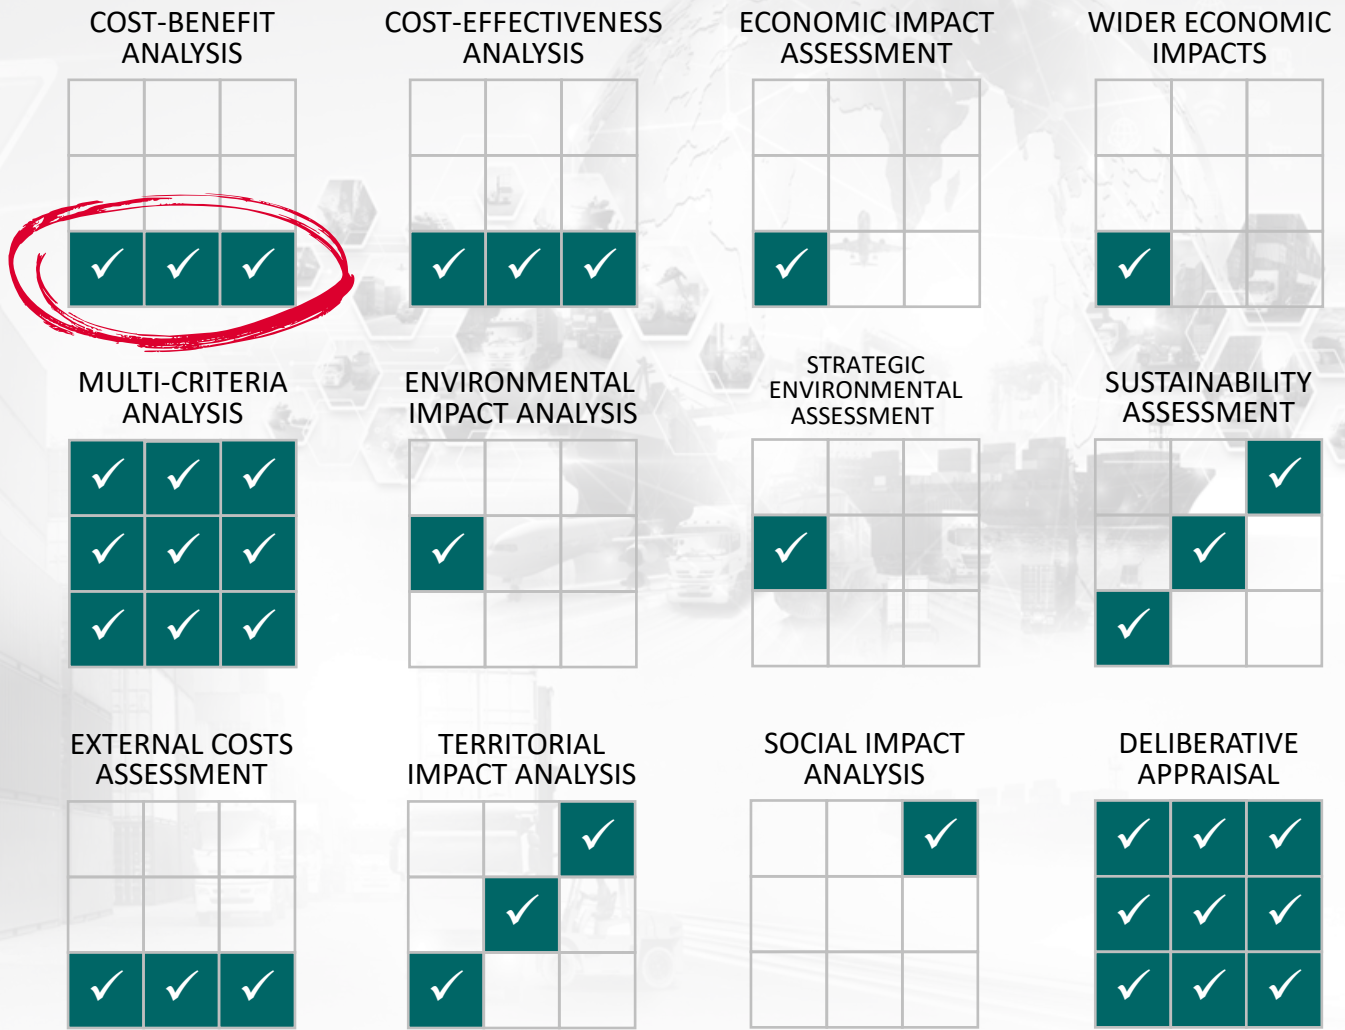 COST-BENEFIT
ANALYSIS
COST-EFFECTIVENESS
ANALYSIS
ECONOMIC IMPACT
ASSESSMENT
WIDER ECONOMIC
IMPACTS
MULTI-CRITERIA
ANALYSIS
ENVIRONMENTAL
IMPACT ANALYSIS
STRATEGIC
ENVIRONMENTAL
ASSESSMENT
SUSTAINABILITY
ASSESSMENT
EXTERNAL COSTS
ASSESSMENT
TERRITORIAL
IMPACT ANALYSIS
SOCIAL IMPACT
ANALYSIS
DELIBERATIVE
APPRAISAL